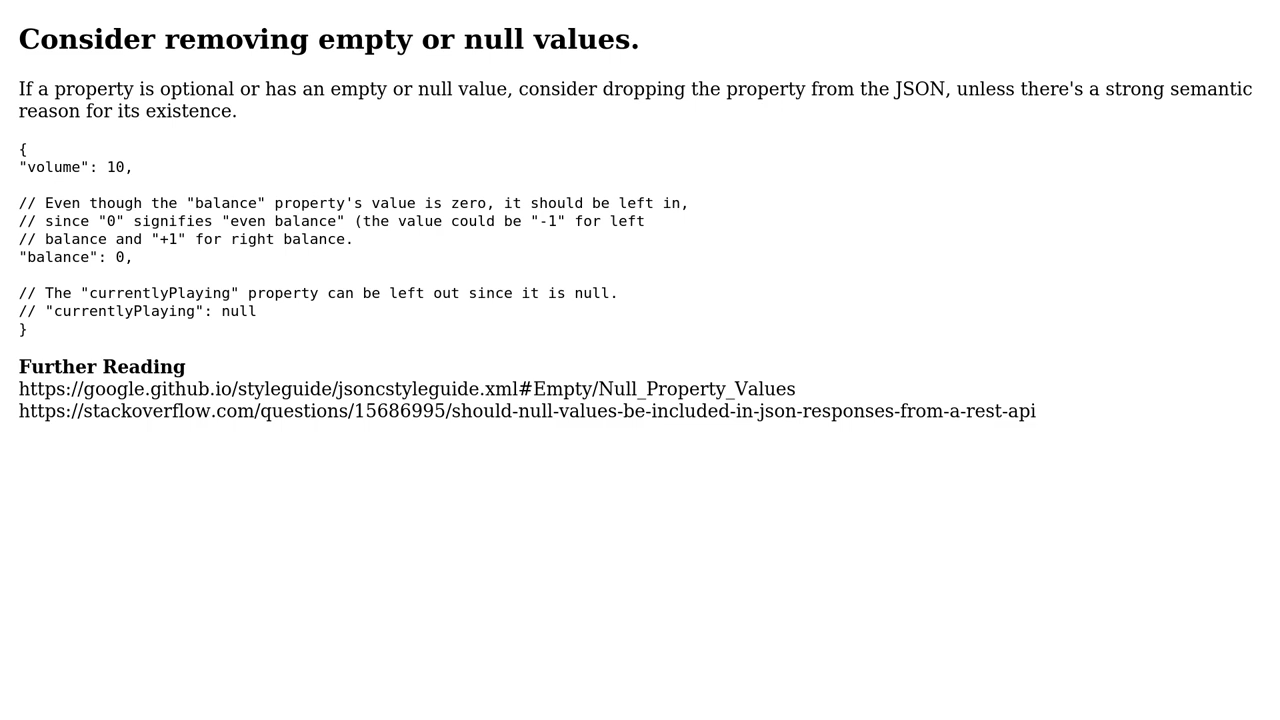 Consider removing empty or null values.
If a property is optional or has an empty or null value, consider dropping the property from the JSON, unless there's a strong semantic
reason for its existence.
{
"volume": 10,
// Even though the "balance" property's value is zero, it should be left in,
// since "0" signifies "even balance" (the value could be "-1" for left
// balance and "+1" for right balance.
"balance": 0,
// The "currentlyPlaying" property can be left out since it is null.
// "currentlyPlaying": null
}
Further Reading
https://google.github.io/styleguide/jsoncstyleguide.xml#Empty/Null_Property_Values
https://stackoverflow.com/questions/15686995/should-null-values-be-included-in-json-responses-from-a-rest-api